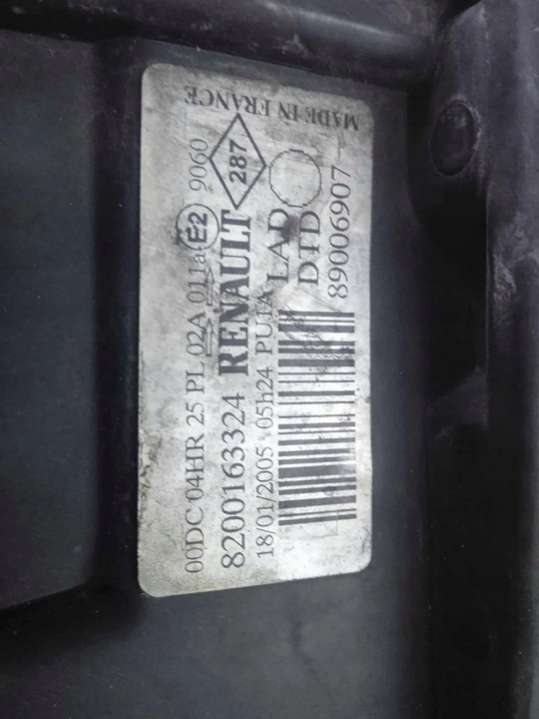 00DC 04HR 25 PL 02A 011a E2 9060
8200163324 RENAULT 287
18/01/2005 05h24 PUJA LAD
DTD
89006907
MADE IN FRANCE